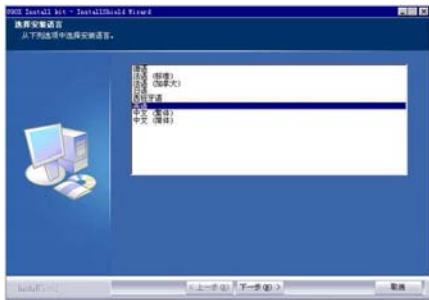 Install kit - InstallShield Wizard
选择安装语言
从下列选项中选择安装语言。
德语
法语 (标准)
法语 (加拿大)
日语
西班牙语
英语
中文 (繁体)
中文 (简体)
InstallShield
< 上一步(B)
下一步(N) >
取消